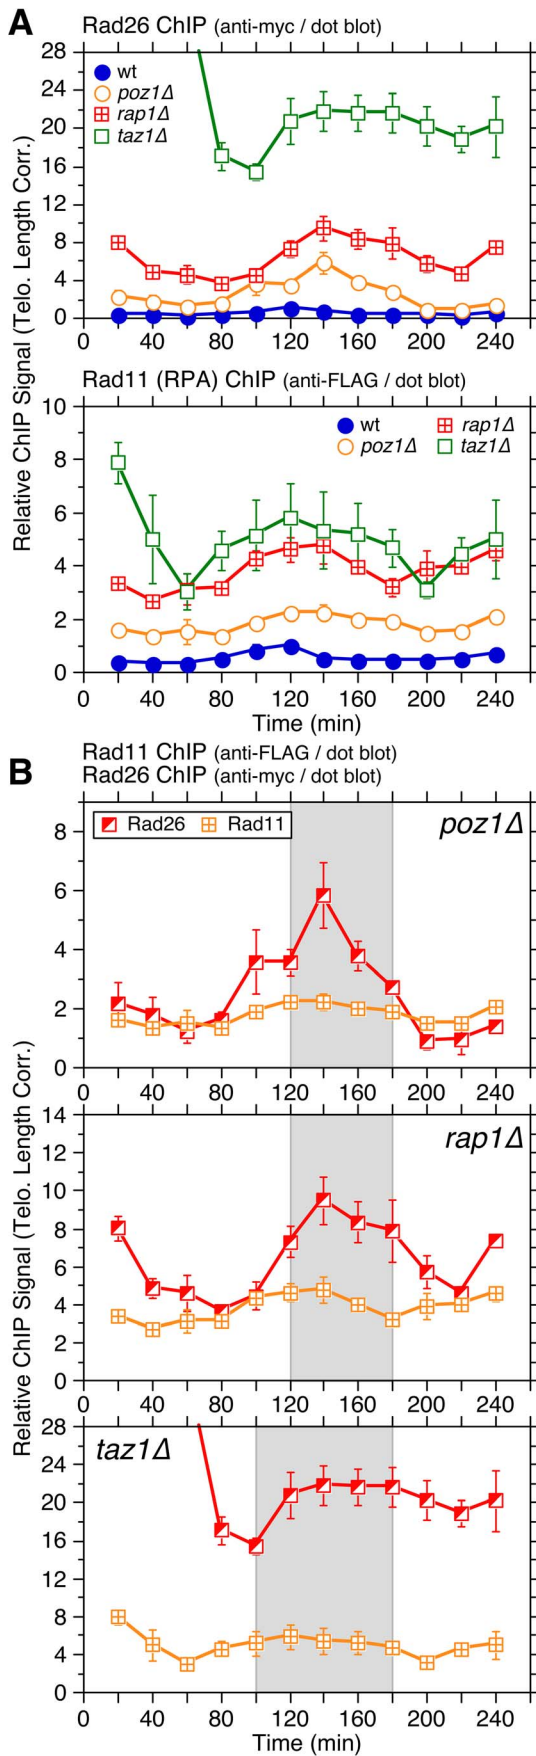 A
Rad26 ChIP (anti-myc / dot blot)
Relative ChIP Signal (Telo. Length Corr.)
28
24
20
16
12
8
4
0
wt
poz1Δ
rap1Δ
taz1Δ
0 40 80 120 160 200 240
Rad11 (RPA) ChIP (anti-FLAG / dot blot)
10
8
6
4
2
0
wt rap1Δ
poz1Δ taz1Δ
0 40 80 120 160 200 240
Time (min)
B
Rad11 ChIP (anti-FLAG / dot blot)
Rad26 ChIP (anti-myc / dot blot)
Relative ChIP Signal (Telo. Length Corr.)
Rad26 Rad11
poz1Δ
8
6
4
2
0
0 40 80 120 160 200 240
rap1Δ
14
12
10
8
6
4
2
0
0 40 80 120 160 200 240
taz1Δ
28
24
20
16
12
8
4
0
0 40 80 120 160 200 240
Time (min)